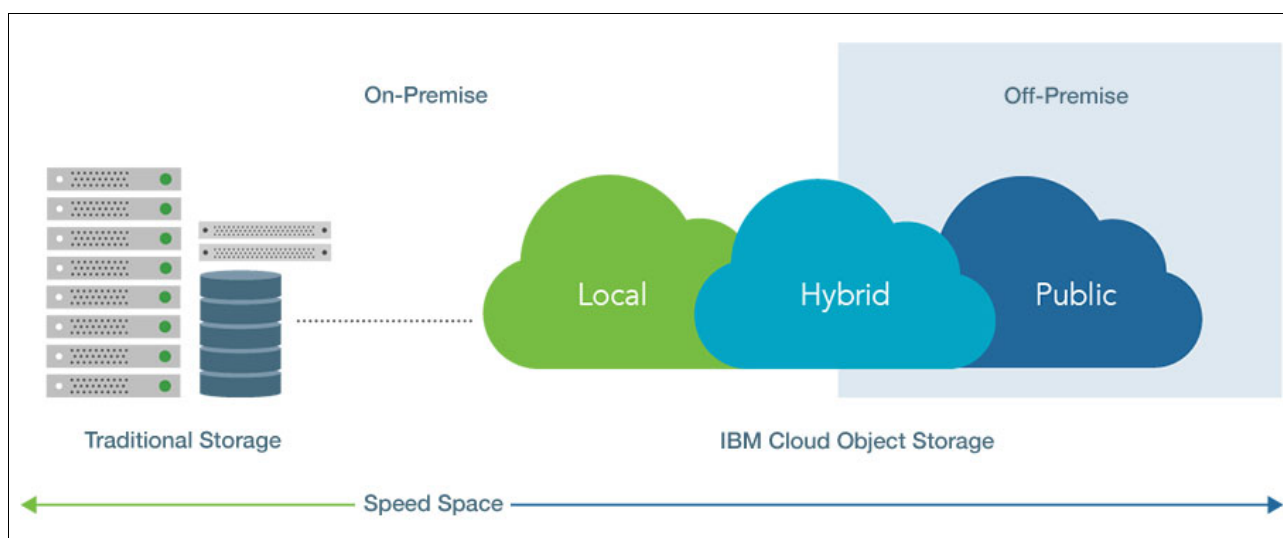 On-Premise
Off-Premise
Local
Hybrid
Public
Traditional Storage
IBM Cloud Object Storage
Speed Space